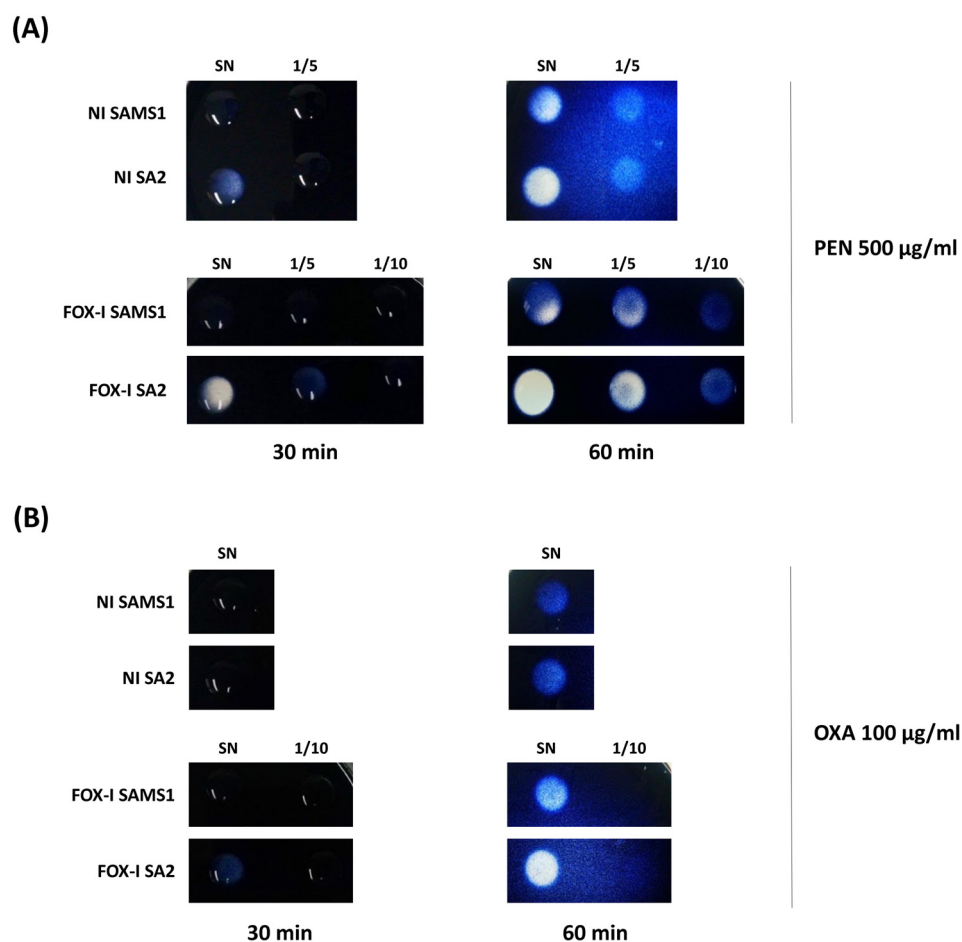 (A)
SN 1/5 SN 1/5
NI SAMS1
NI SA2
PEN 500 µg/ml
SN 1/5 1/10 SN 1/5 1/10
FOX-I SAMS1
FOX-I SA2
30 min 60 min
(B)
SN SN
NI SAMS1
NI SA2
OXA 100 µg/ml
SN 1/10 SN 1/10
FOX-I SAMS1
FOX-I SA2
30 min 60 min